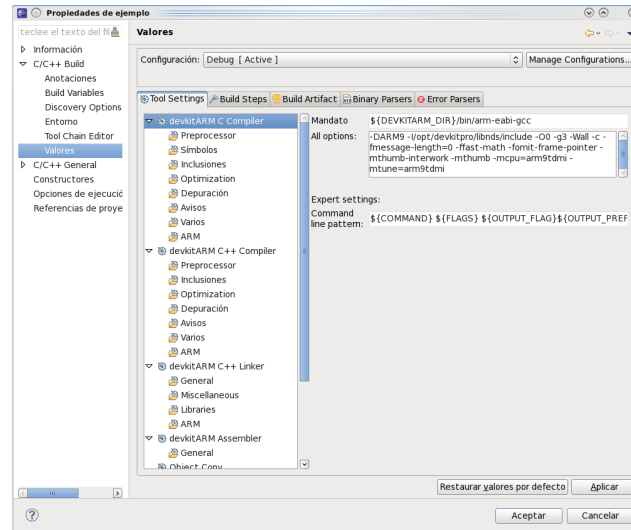 Propiedades de ejemplo
teclee el texto del fil
Valores
Información
C/C++ Build
Anotaciones
Build Variables
Discovery Options
Entorno
Tool Chain Editor
Valores
C/C++ General
Constructores
Opciones de ejecució
Referencias de proye
Configuración: Debug [ Active ]
Manage Configurations...
Tool Settings Build Steps Build Artifact Binary Parsers Error Parsers
devkitARM C Compiler
Preprocessor
Símbolos
Inclusiones
Optimization
Depuración
Avisos
Varios
ARM
devkitARM C++ Compiler
Preprocessor
Inclusiones
Optimization
Depuración
Avisos
Varios
ARM
devkitARM C++ Linker
General
Miscellaneous
Libraries
ARM
devkitARM Assembler
General
Object Copy
Mandato ${DEVKITARM_DIR}/bin/arm-eabi-gcc
All options: -DARM9 -I/opt/devkitpro/libnds/include -O0 -g3 -Wall -c -
fmessage-length=0 -ffast-math -fomit-frame-pointer -
mthumb-interwork -mthumb -mcpu=arm9tdmi -
mtune=arm9tdmi
Expert settings:
Command
line pattern: ${COMMAND} ${FLAGS} ${OUTPUT_FLAG}${OUTPUT_PREF
Restaurar valores por defecto
Aplicar
Aceptar
Cancelar